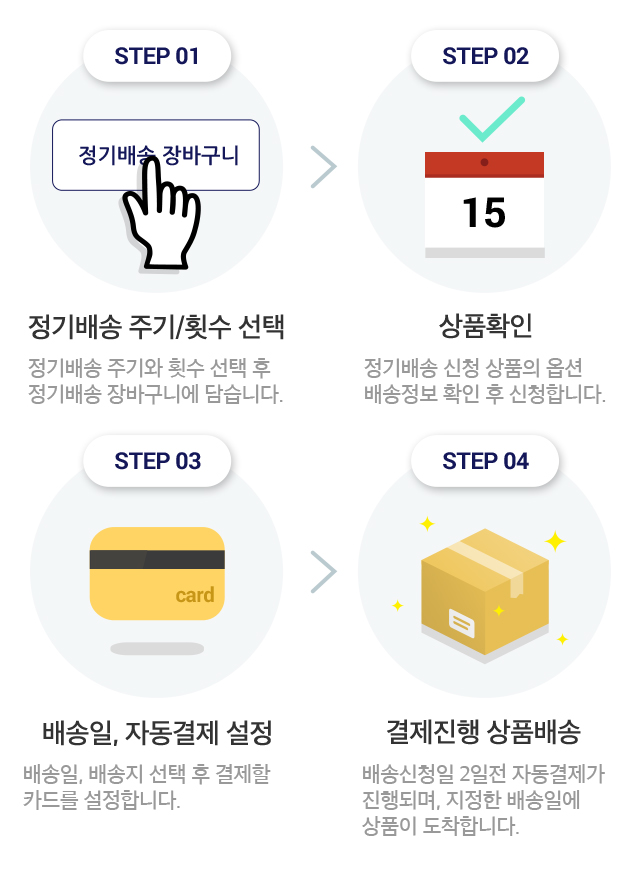 STEP 01
정기배송 장바구니
정기배송 주기/횟수 선택
정기배송 주기와 횟수 선택 후
정기배송 장바구니에 담습니다.
STEP 02
15
상품확인
정기배송 신청 상품의 옵션
배송정보 확인 후 신청합니다.
STEP 03
card
배송일, 자동결제 설정
배송일, 배송지 선택 후 결제할
카드를 설정합니다.
STEP 04
결제진행 상품배송
배송신청일 2일전 자동결제가
진행되며, 지정한 배송일에
상품이 도착합니다.